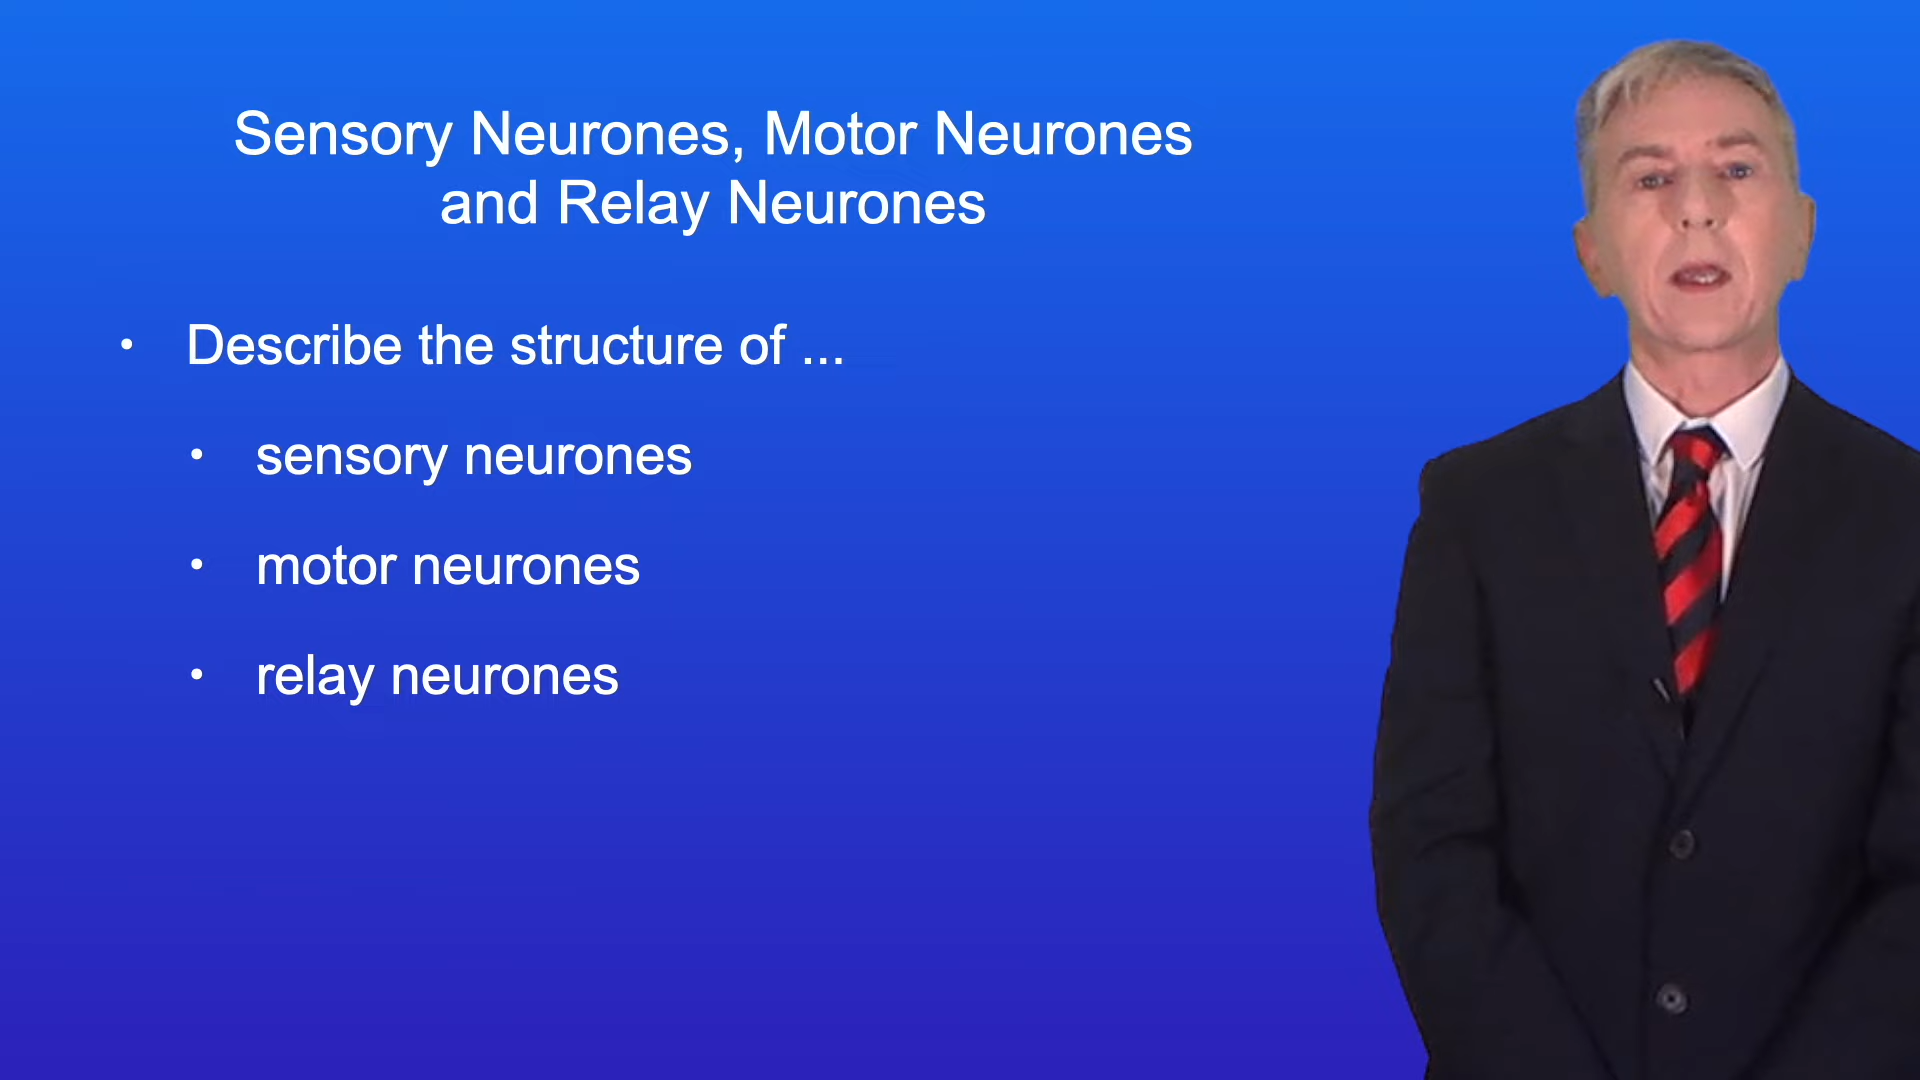 Sensory Neurones, Motor Neurones
and Relay Neurones
• Describe the structure of ...
• sensory neurones
• motor neurones
• relay neurones